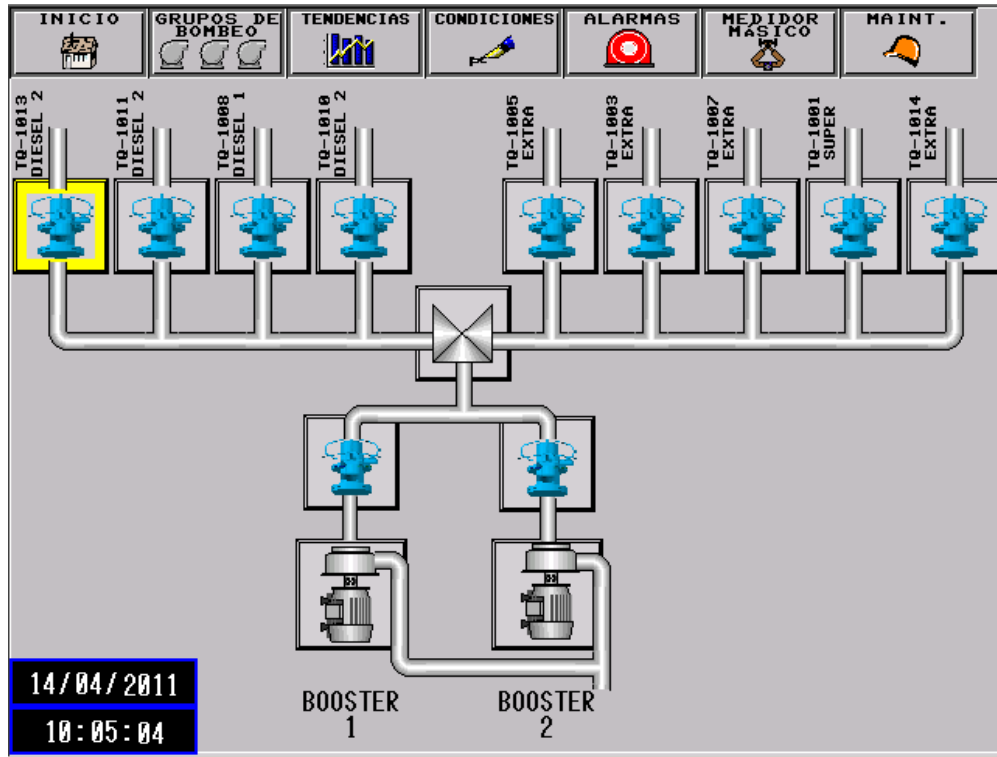 INICIO
GRUPOS DE
BOMBEO
TENDENCIAS
CONDICIONES
ALARMAS
MEDIDOR
MáSICO
MAINT.
TQ-1013
DIESEL 2
TQ-1011
DIESEL 2
TQ-1008
DIESEL 1
TQ-1010
DIESEL 2
TQ-1005
EXTRA
TQ-1003
EXTRA
TQ-1007
EXTRA
TQ-1001
SUPER
TQ-1014
EXTRA
BOOSTER
1
BOOSTER
2
14/04/2011
10:05:04